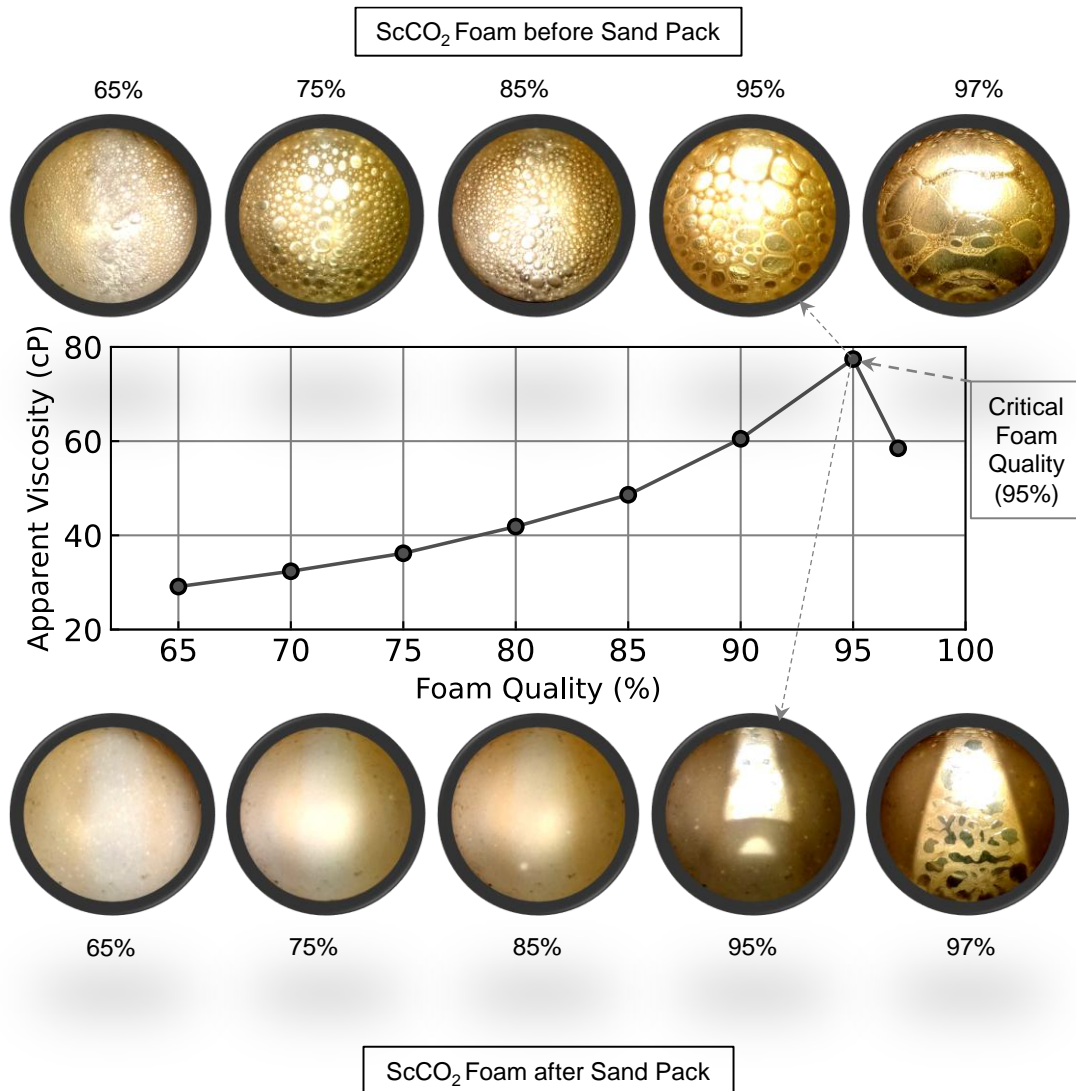 ScCO₂ Foam before Sand Pack
65% 75% 85% 95% 97%
80
60
40
20
Apparent Viscosity (cP)
Critical
Foam
Quality
(95%)
65 70 75 80 85 90 95 100
Foam Quality (%)
65% 75% 85% 95% 97%
ScCO₂ Foam after Sand Pack